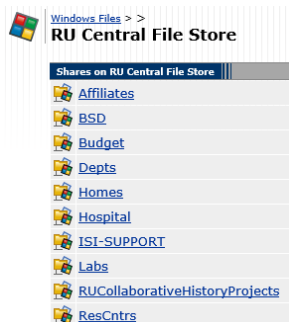 Windows Files > >
RU Central File Store
Shares on RU Central File Store
Affiliates
BSD
Budget
Depts
Homes
Hospital
ISI-SUPPORT
Labs
RUCollaborativeHistoryProjects
ResCntrs